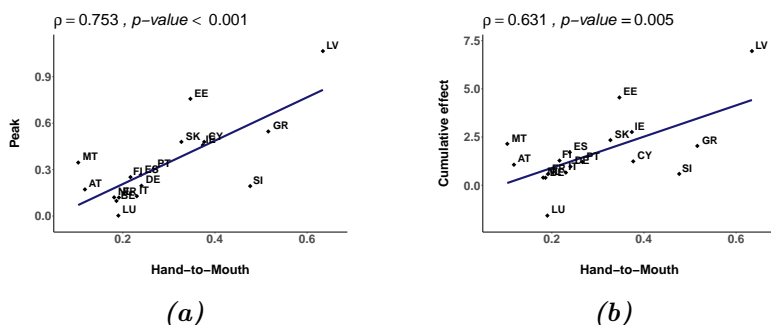 ρ = 0.753 , p−value < 0.001
Peak
0.9
0.6
0.3
0.0
LV
EE
GR
SK
CY
IE
MT
PT
ES
FI
DE
AT
SI
IT
BE
LU
0.2
0.4
0.6
Hand−to−Mouth
(a)
ρ = 0.631 , p−value = 0.005
Cumulative effect
7.5
5.0
2.5
0.0
−2.5
LV
EE
IE
SK
MT
GR
ES
PT
FI
AT
CY
DE
IT
SI
LU
0.2
0.4
0.6
Hand−to−Mouth
(b)